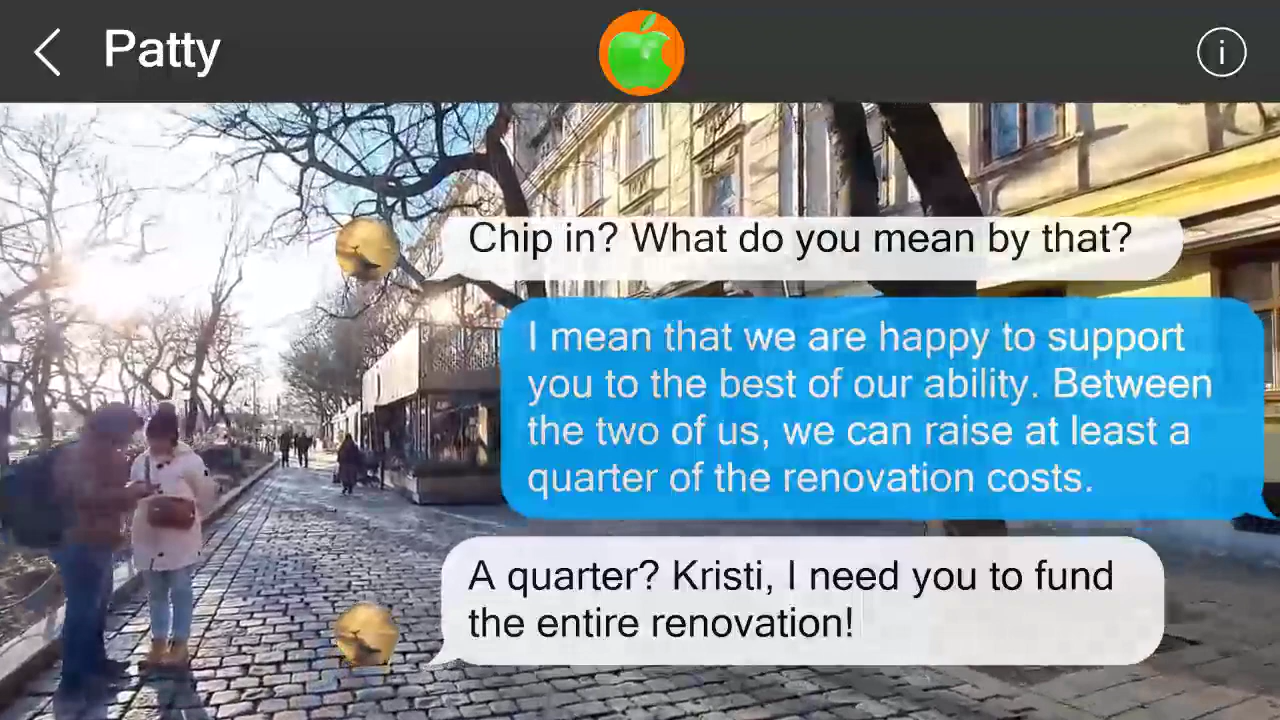 Patty
i
Chip in? What do you mean by that?
I mean that we are happy to support
you to the best of our ability. Between
the two of us, we can raise at least a
quarter of the renovation costs.
A quarter? Kristi, I need you to fund
the entire renovation!